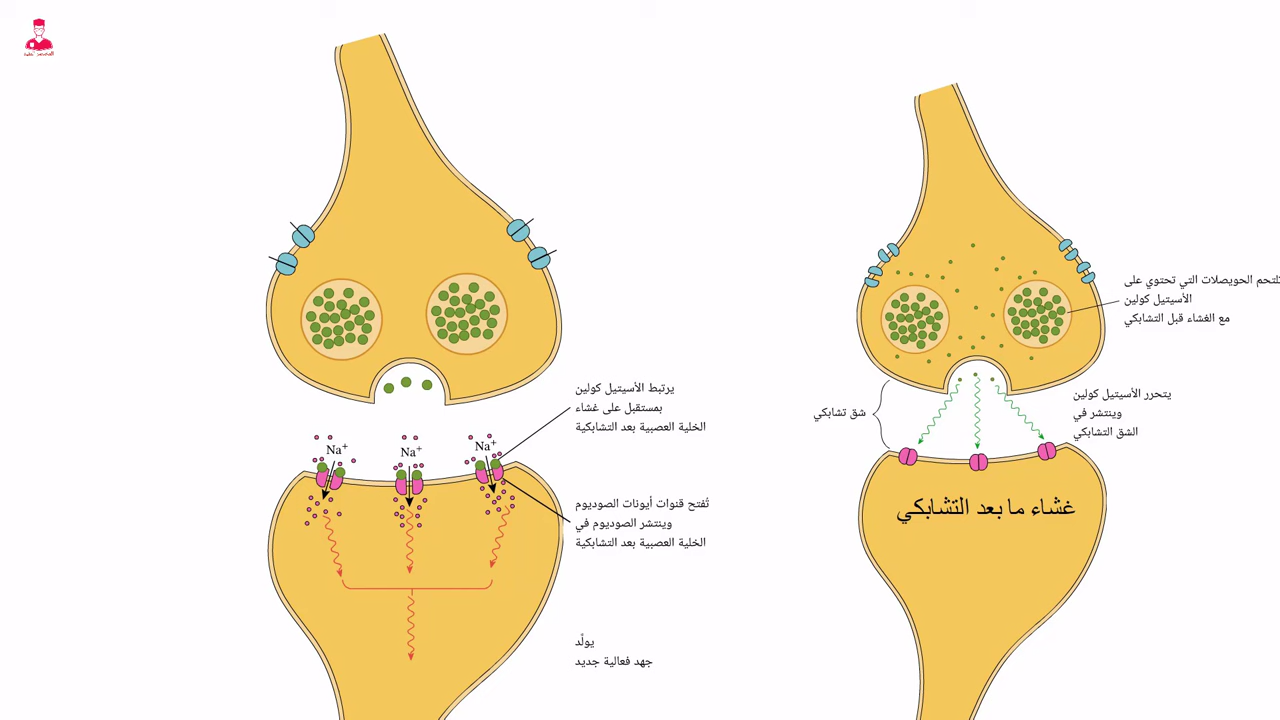 تلتحم الحويصلات التي تحتوي على
الأسيتيل كولين
مع الغشاء قبل التشابكي
يتحرر الأسيتيل كولين
وينتشر في
الشق التشابكي
شق تشابكي
غشاء ما بعد التشابكي
يرتبط الأسيتيل كولين
بمستقبل على غشاء
الخلية العصبية بعد التشابكية
Na+
Na+
Na+
تُفتح قنوات أيونات الصوديوم
وينتشر الصوديوم في
الخلية العصبية بعد التشابكية
يولَّد
جهد فعالية جديد